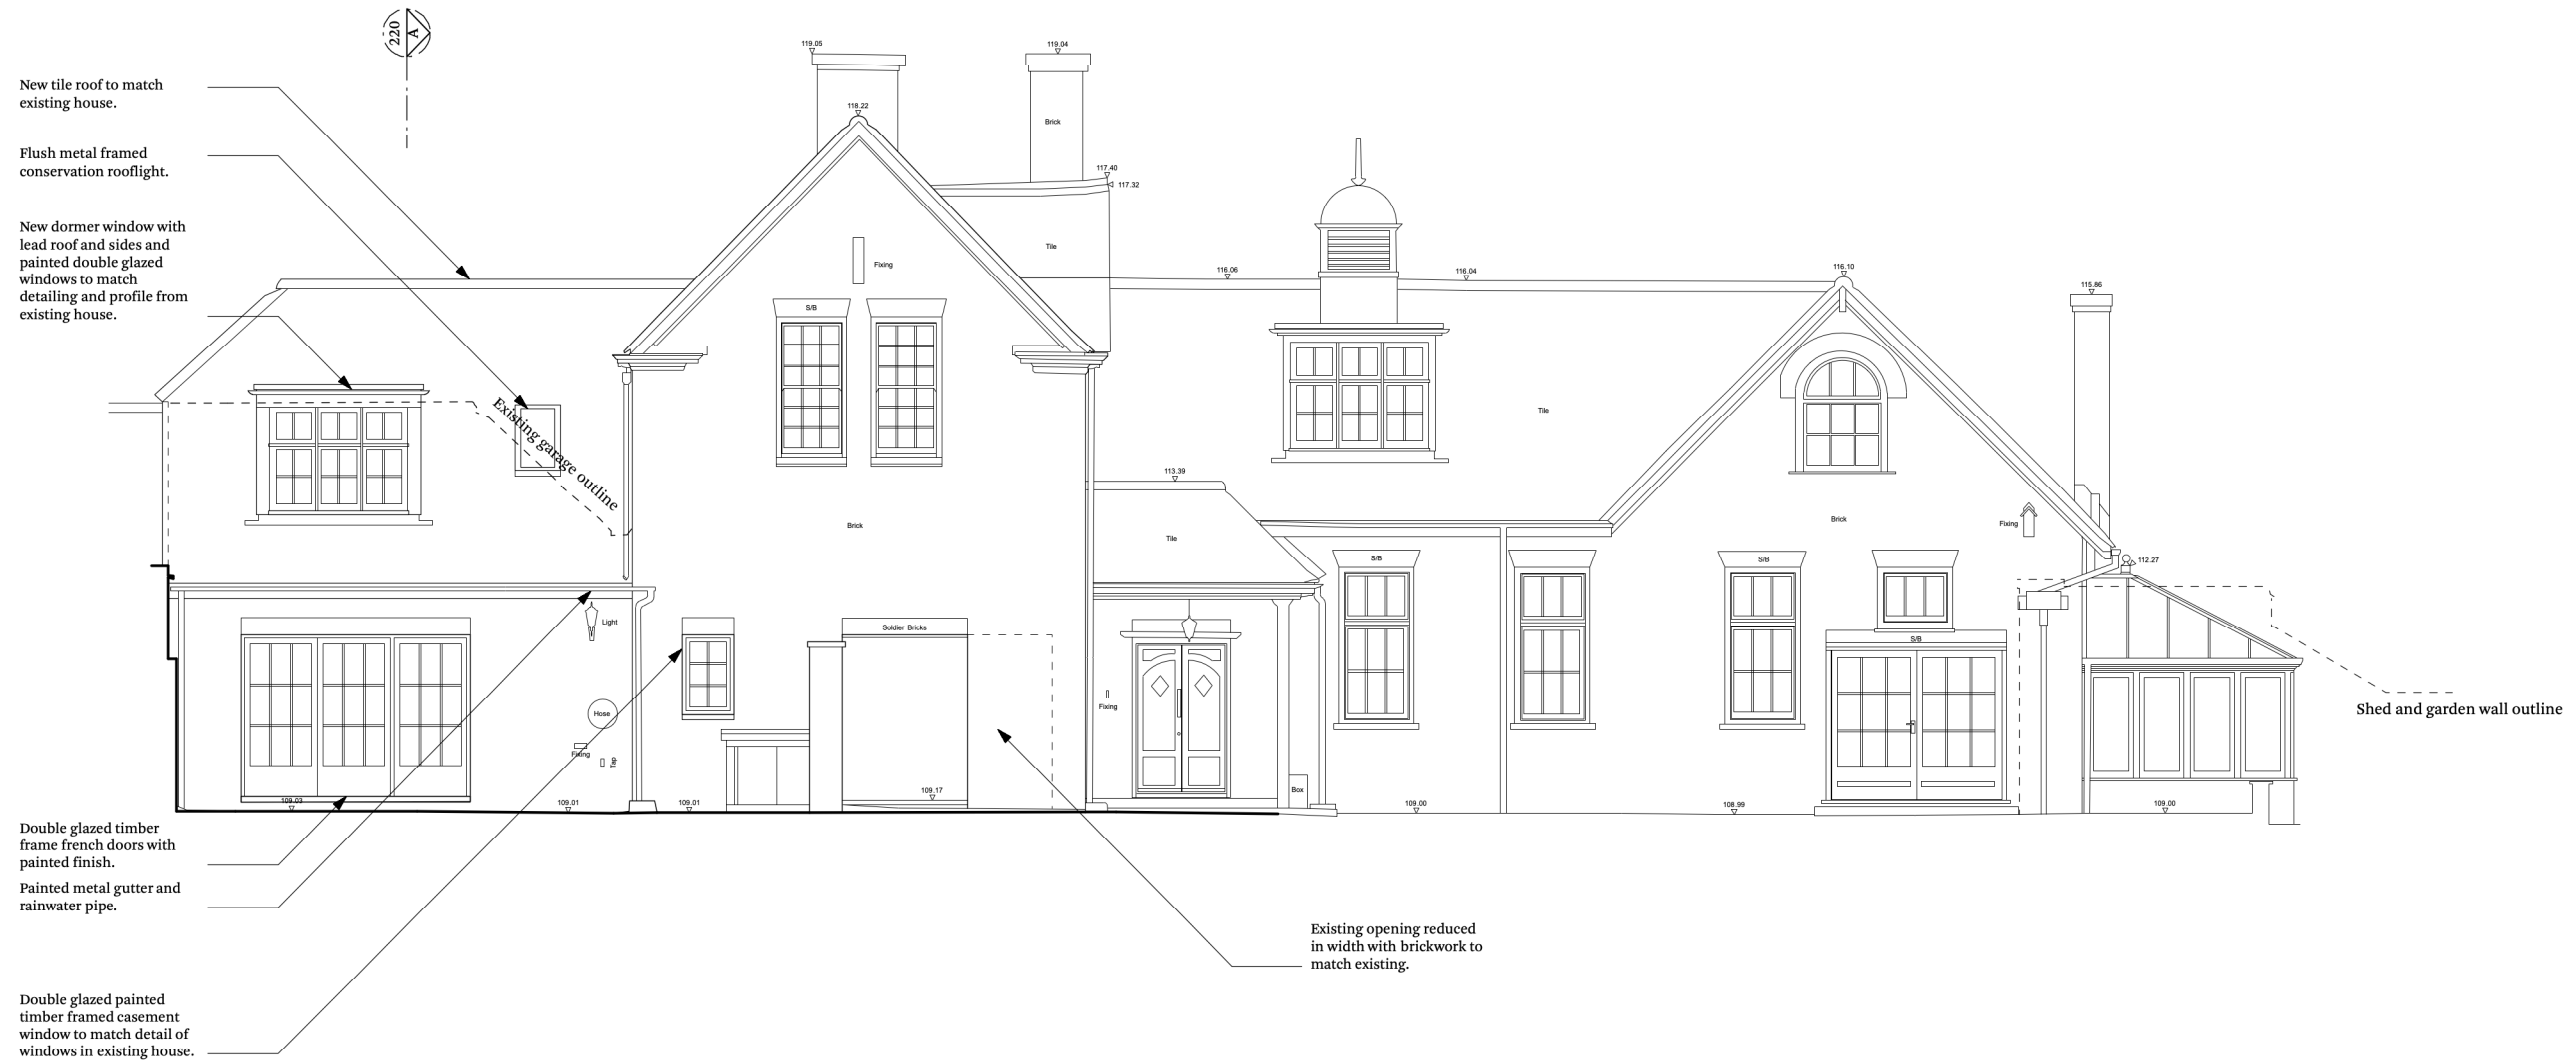 220
A
119.05
119.04
New tile roof to match
existing house.
118.22
Brick
Flush metal framed
conservation rooflight.
117.40
117.32
New dormer window with
lead roof and sides and
painted double glazed
windows to match
detailing and profile from
existing house.
Tile
Fixing
116.06
116.04
116.10
115.86
S/B
Existing garage outline
Tile
113.39
Brick
Tile
Brick
Fixing
S/B
S/B
112.27
Light
Soldier Bricks
S/B
Hose
Fixing
Tap
Fixing
Shed and garden wall outline
Box
109.03
109.01
109.01
109.17
109.00
108.99
109.00
Double glazed timber
frame french doors with
painted finish.
Painted metal gutter and
rainwater pipe.
Existing opening reduced
in width with brickwork to
match existing.
Double glazed painted
timber framed casement
window to match detail of
windows in existing house.